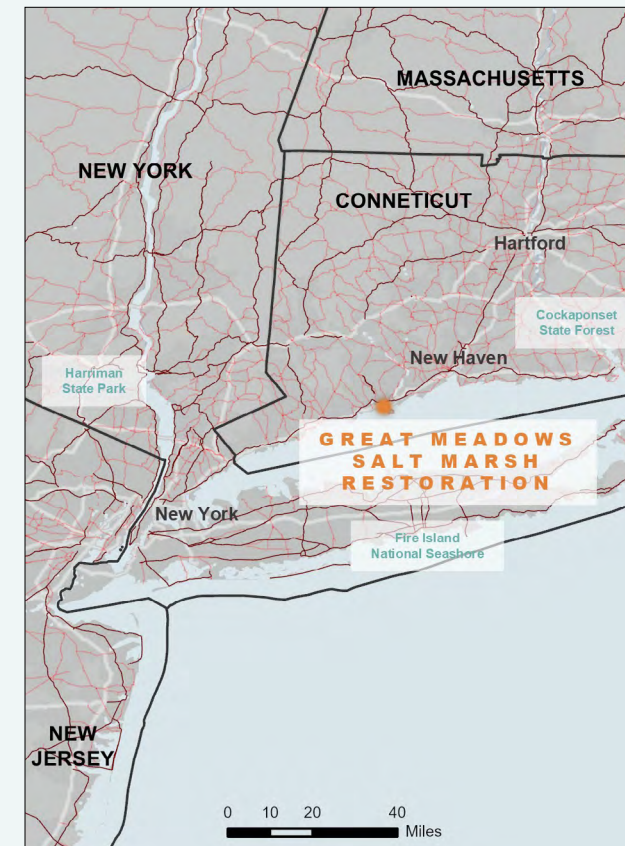 MASSACHUSETTS
NEW YORK
CONNETICUT
Hartford
Cockaponset
State Forest
New Haven
Harriman
State Park
GREAT MEADOWS
SALT MARSH
RESTORATION
New York
Fire Island
National Seashore
NEW
JERSEY
0 10 20 40
Miles